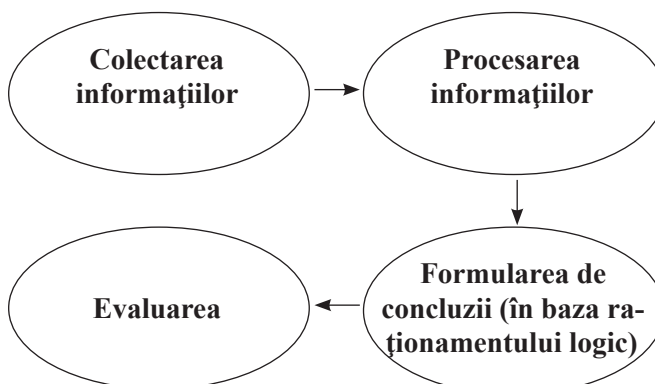 Colectarea
informaţiilor
Procesarea
informaţiilor
Formularea de
concluzii (în baza ra-
ţionamentului logic)
Evaluarea